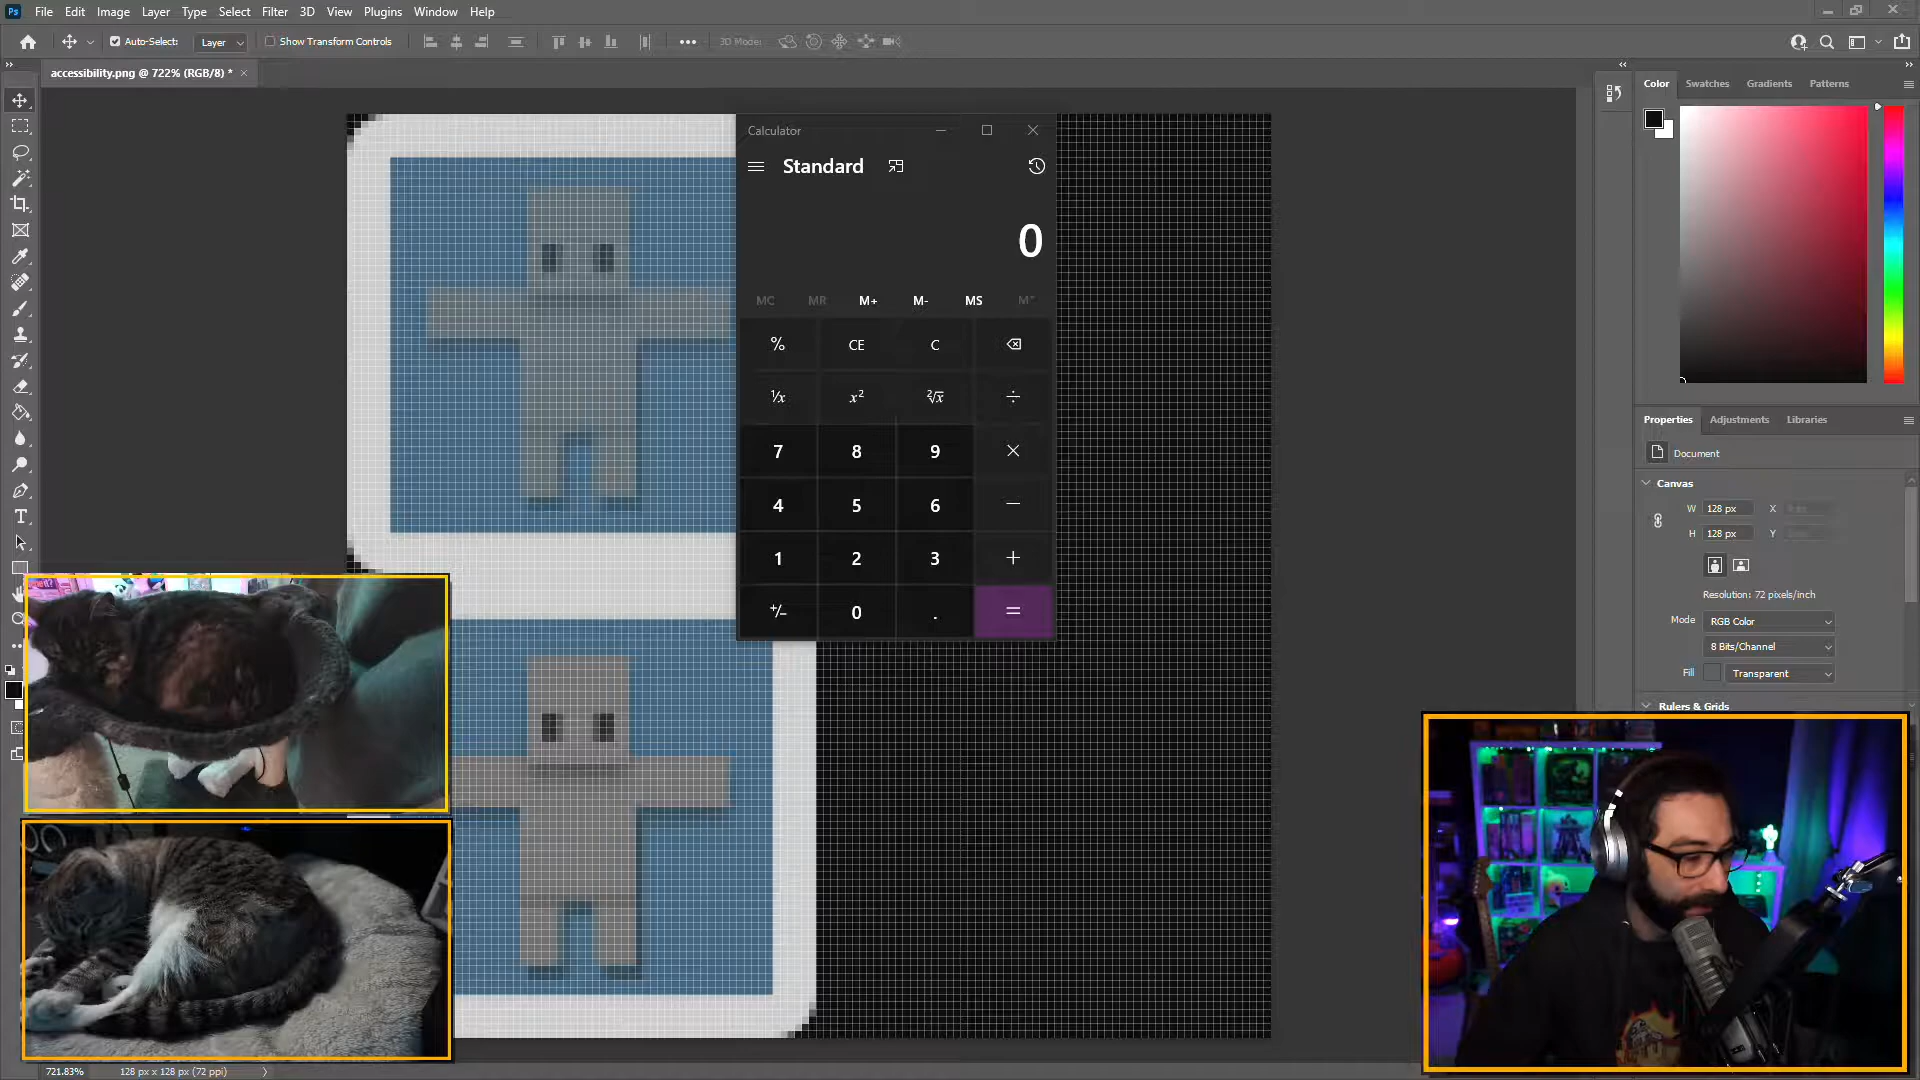 Ps File Edit Image Layer Type Select Filter 3D View Plugins Window Help
Auto-Select: Layer Show Transform Controls 3D Mode:
accessibility.png @ 722% (RGB/8) *
Calculator
Standard
0
MC MR M+ M- MS M˅
% CE C
¹/x x² ²√x ÷
7 8 9 ×
4 5 6 −
1 2 3 +
+/− 0 . =
Color Swatches Gradients Patterns
Properties Adjustments Libraries
Document
Canvas
W 128 px X
H 128 px Y
Resolution: 72 pixels/inch
Mode RGB Color
8 Bits/Channel
Fill Transparent
Rulers & Grids
721.83% 128 px x 128 px (72 ppi)